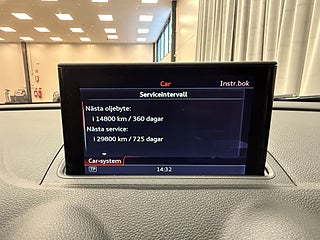 Car
Instr.bok
Serviceintervall
Nästa oljebyte:
i 14800 km / 360 dagar
Nästa service:
i 29800 km / 725 dagar
Car-system
TP
14:32